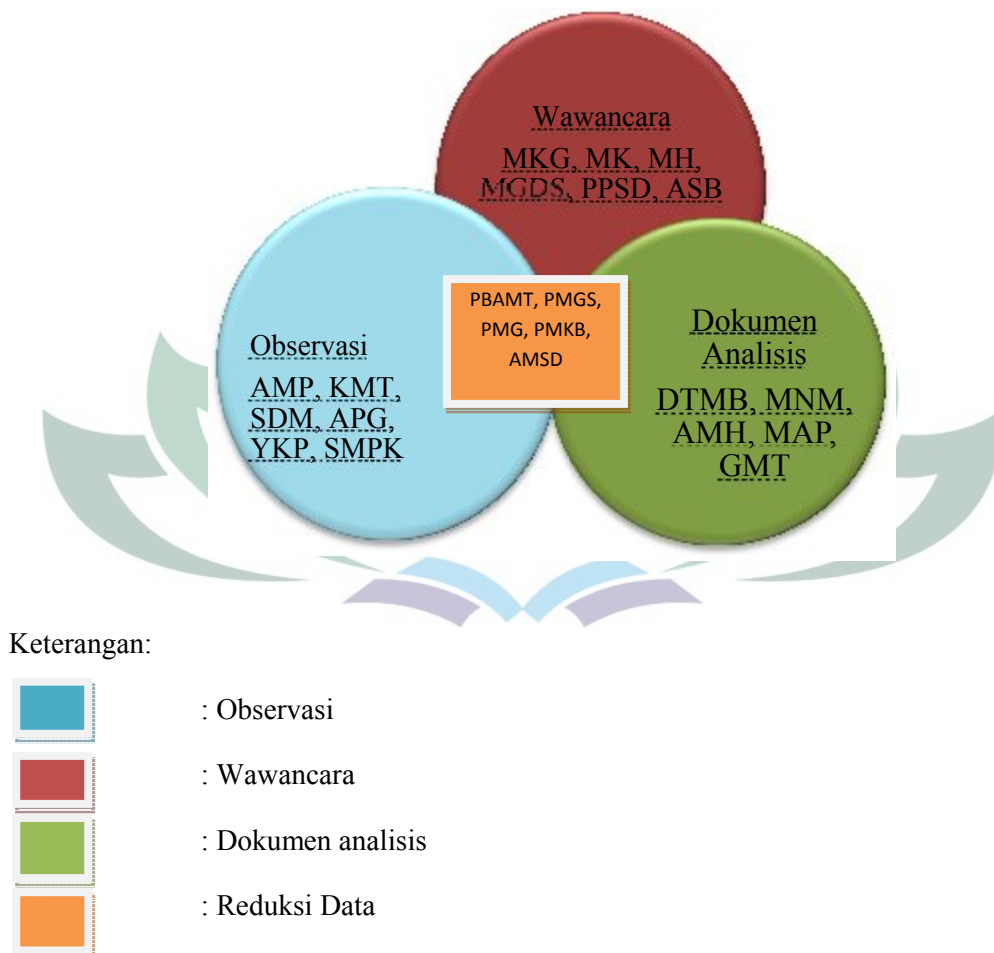 Wawancara
MKG, MK, MH,
MGDS, PPSD, ASB
PBAMT, PMGS,
PMG, PMKB,
AMSD
Observasi
AMP, KMT,
SDM, APG,
YKP, SMPK
Dokumen
Analisis
DTMB, MNM,
AMH, MAP,
GMT
Keterangan:
: Observasi
: Wawancara
: Dokumen analisis
: Reduksi Data